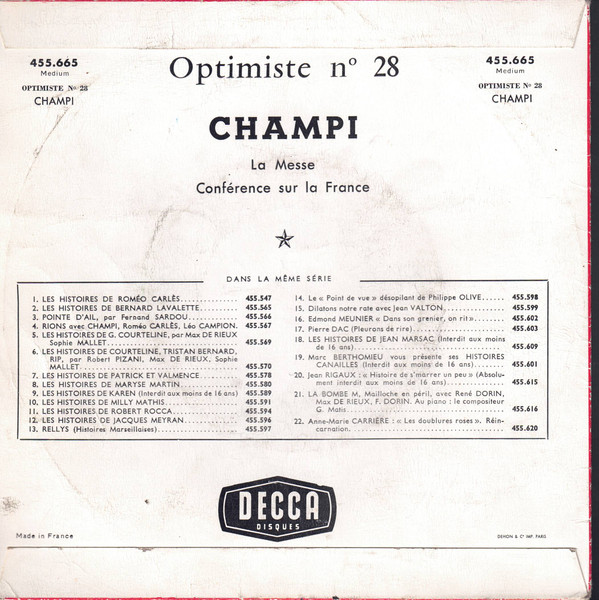 455.665
Medium
OPTIMISTE Nº 28
CHAMPI
Optimiste nº 28
455.665
Medium
OPTIMISTE Nº 28
CHAMPI
CHAMPI
La Messe
Conférence sur la France
DANS LA MÊME SÉRIE
1. LES HISTOIRES DE ROMÉO CARLÈS 455.547
2. LES HISTOIRES DE BERNARD LAVALETTE 455.565
3. POINTE D'AIL, par Fernand SARDOU 455.566
4. RIONS avec CHAMPI, Roméo CARLÈS, Léo CAMPION. 455.567
5. LES HISTOIRES DE G. COURTELINE, par Max DE RIEUX
Sophie MALLET 455.569
6. LES HISTOIRES DE COURTELINE, TRISTAN BERNARD,
RIP, par Robert PIZANI, Max DE RIEUX, Sophie
MALLET 455.570
7. LES HISTOIRES DE PATRICK ET VALMENCE 455.578
8. LES HISTOIRES DE MARYSE MARTIN 455.580
9. LES HISTOIRES DE KAREN (Interdit aux moins de 16 ans) 455.589
10. LES HISTOIRES DE MILLY MATHIS 455.591
11. LES HISTOIRES DE ROBERT ROCCA 455.594
12. LES HISTOIRES DE JACQUES MEYRAN 455.596
13. RELLYS (Histoires Marseillaises) 455.597
14. Le « Point de vue » désopilant de Philippe OLIVE 455.598
15. Dilatons notre rate avec Jean VALTON 455.599
16. Edmond MEUNIER « Dans son grenier, on rit » 455.602
17. Pierre DAC (Pleurons de rire) 455.603
18. LES HISTOIRES DE JEAN MARSAC (Interdit aux moins
de 16 ans) 455.609
19. Marc BERTHOMIEU vous présente ses HISTOIRES
CANAILLES (Interdit aux moins de 16 ans) 455.601
20. Jean RIGAUX : « Histoire de s'marrer un peu » (Absolu-
ment interdit aux moins de 16 ans) 455.615
21. LA BOMBE M, Mailloche en péril, avec René DORIN,
Max DE RIEUX, F. DORIN. Au piano : le compositeur
G. Matis 455.616
22. Anne-Marie CARRIÈRE : « Les doublures roses ». Réin-
carnation 455.620
DECCA
DISQUES
Made in France
DEHON & Cie IMP. PARIS